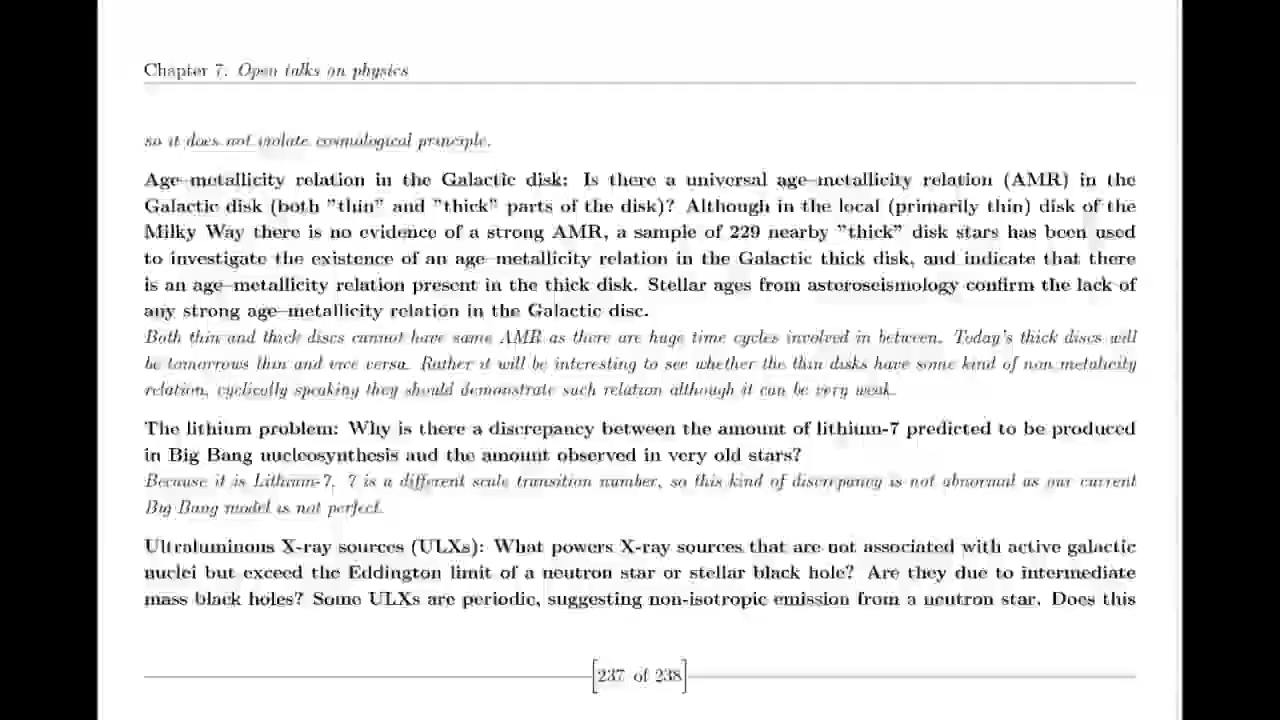 Chapter 7. Open talks on physics
so it does not violate cosmological principle.
Age–metallicity relation in the Galactic disk: Is there a universal age–metallicity relation (AMR) in the
Galactic disk (both ”thin” and ”thick” parts of the disk)? Although in the local (primarily thin) disk of the
Milky Way there is no evidence of a strong AMR, a sample of 229 nearby ”thick” disk stars has been used
to investigate the existence of an age–metallicity relation in the Galactic thick disk, and indicate that there
is an age–metallicity relation present in the thick disk. Stellar ages from asteroseismology confirm the lack of
any strong age–metallicity relation in the Galactic disc.
Both thin and thick discs cannot have same AMR as there are huge time cycles involved in between. Today's thick discs will
be tomorrows thin and vice versa. Rather it will be interesting to see whether the thin disks have some kind of non metalicity
relation, cyclically speaking they should demonstrate such relation although it can be very weak.
The lithium problem: Why is there a discrepancy between the amount of lithium-7 predicted to be produced
in Big Bang nucleosynthesis and the amount observed in very old stars?
Because it is Lithium-7, 7 is a different scale transition number, so this kind of discrepancy is not abnormal as our current
Big Bang model is not perfect.
Ultraluminous X-ray sources (ULXs): What powers X-ray sources that are not associated with active galactic
nuclei but exceed the Eddington limit of a neutron star or stellar black hole? Are they due to intermediate
mass black holes? Some ULXs are periodic, suggesting non-isotropic emission from a neutron star. Does this
[237 of 238]